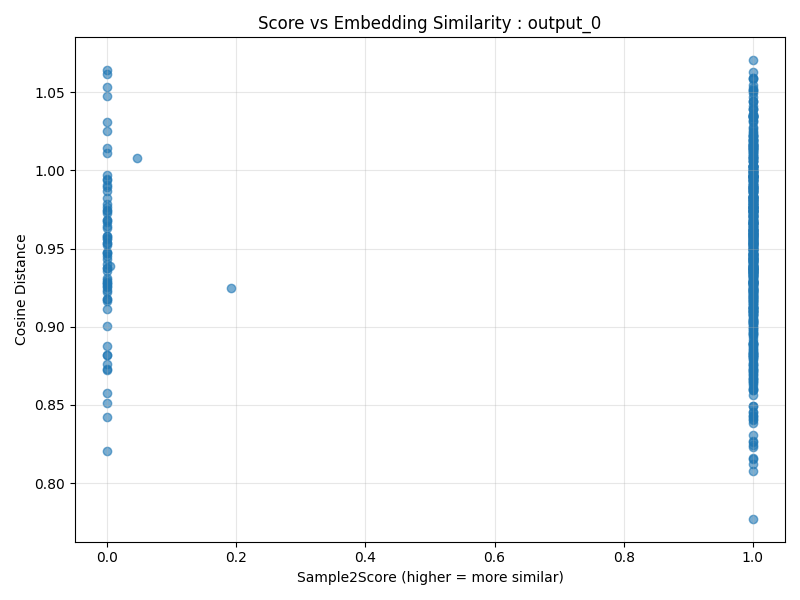 Score vs Embedding Similarity : output_0
Cosine Distance
1.05
1.00
0.95
0.90
0.85
0.80
0.0 0.2 0.4 0.6 0.8 1.0
Sample2Score (higher = more similar)